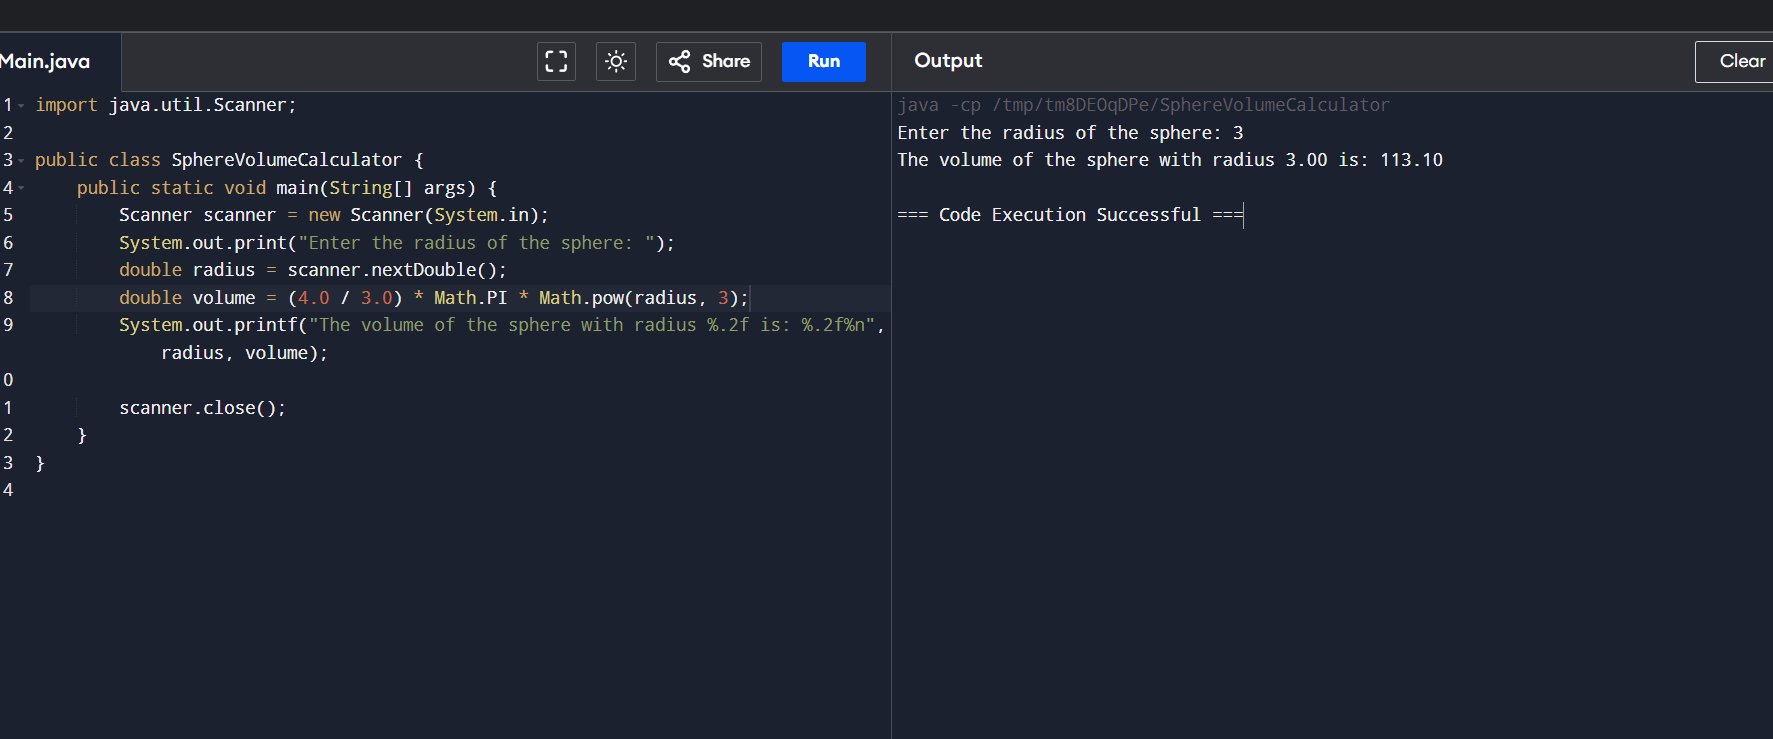 Main.java
Share
Run
Output
Clear
1 import java.util.Scanner;
2
3 public class SphereVolumeCalculator {
4     public static void main(String[] args) {
5         Scanner scanner = new Scanner(System.in);
6         System.out.print("Enter the radius of the sphere: ");
7         double radius = scanner.nextDouble();
8         double volume = (4.0 / 3.0) * Math.PI * Math.pow(radius, 3);
9         System.out.printf("The volume of the sphere with radius %.2f is: %.2f%n",
            radius, volume);
0
1         scanner.close();
2     }
3 }
4
java -cp /tmp/tm8DEOqDPe/SphereVolumeCalculator
Enter the radius of the sphere: 3
The volume of the sphere with radius 3.00 is: 113.10
=== Code Execution Successful ===